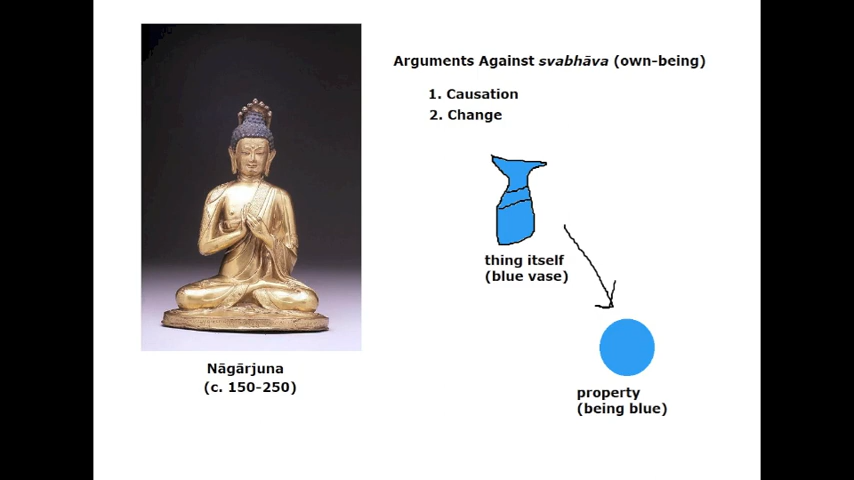 Arguments Against svabhāva (own-being)
1. Causation
2. Change
thing itself
(blue vase)
property
(being blue)
Nāgārjuna
(c. 150-250)